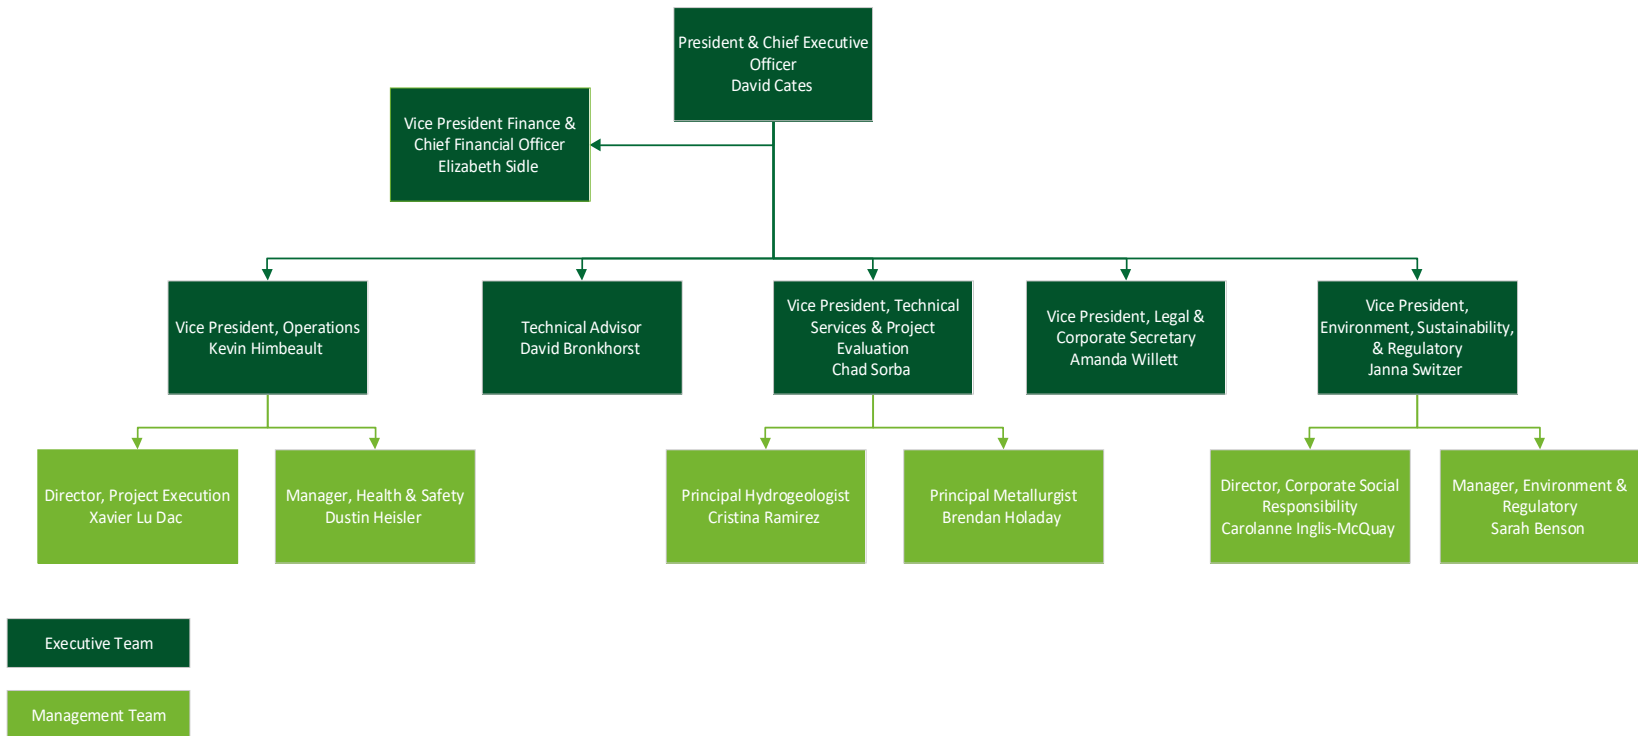 President & Chief Executive
Officer
David Cates
Vice President Finance &
Chief Financial Officer
Elizabeth Sidle
Vice President, Operations
Kevin Himbeault
Technical Advisor
David Bronkhorst
Vice President, Technical
Services & Project
Evaluation
Chad Sorba
Vice President, Legal &
Corporate Secretary
Amanda Willett
Vice President,
Environment, Sustainability,
& Regulatory
Janna Switzer
Director, Project Execution
Xavier Lu Dac
Manager, Health & Safety
Dustin Heisler
Principal Hydrogeologist
Cristina Ramirez
Principal Metallurgist
Brendan Holaday
Director, Corporate Social
Responsibility
Carolanne Inglis-McQuay
Manager, Environment &
Regulatory
Sarah Benson
Executive Team
Management Team